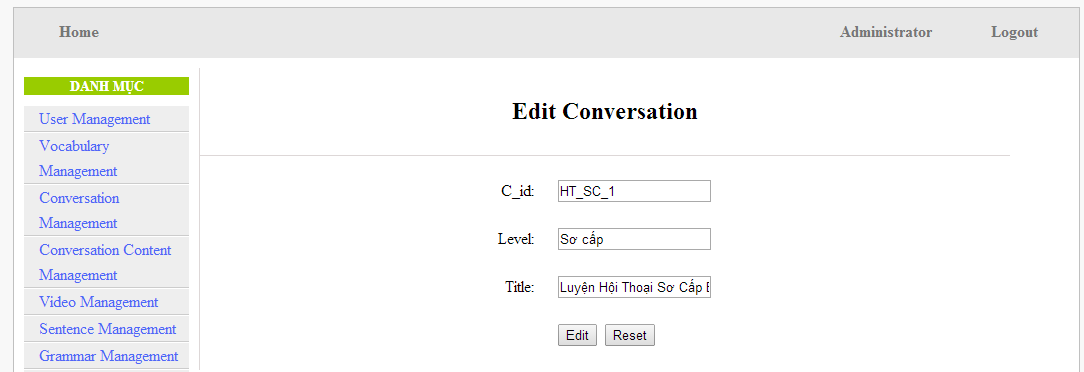 Home Administrator Logout
DANH MỤC
User Management
Vocabulary
Management
Conversation
Management
Conversation Content
Management
Video Management
Sentence Management
Grammar Management
Edit Conversation
C_id: HT_SC_1
Level: Sơ cấp
Title: Luyện Hội Thoại Sơ Cấp
Edit Reset